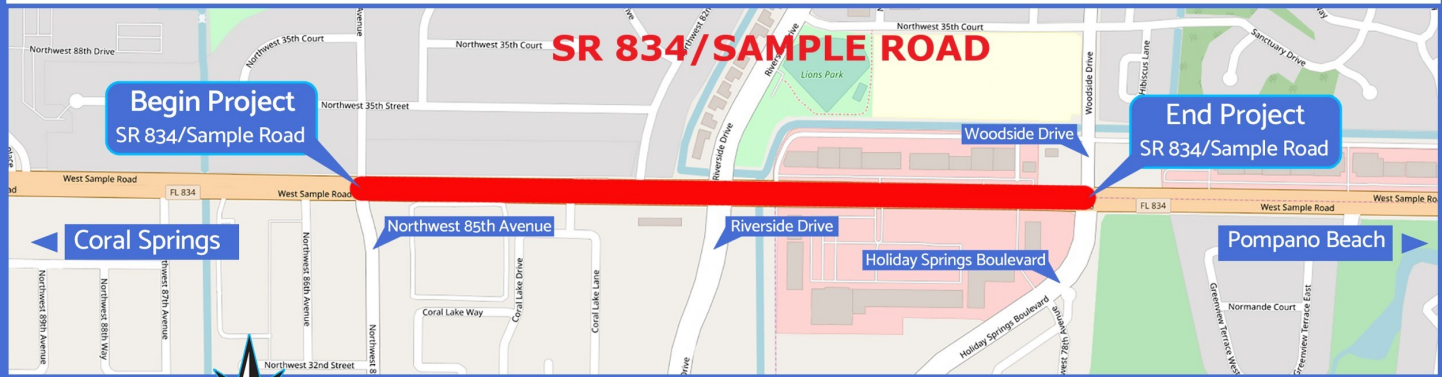 SR 834/SAMPLE ROAD
Northwest 88th Drive
Northwest 35th Court
Avenue
Northwest 35th Court
Northwest 35th Court
Sanctuary Drive
Lions Park
Hibiscus Lane
Woodside Drive
Begin Project
SR 834/Sample Road
Northwest 35th Street
Riverside Drive
Woodside Drive
End Project
SR 834/Sample Road
West Sample Road
FL 834
West Sample Road
FL 834
West Sample Road
West Sample Ro
Coral Springs
Northwest 85th Avenue
Riverside Drive
Holiday Springs Boulevard
Pompano Beach
Northwest 89th Avenue
Northwest 88th Way
Northwest 87th Avenue
Northwest 86th Avenue
Northwest 8
Coral Lake Drive
Coral Lake Way
Coral Lake Lane
Holiday Springs Boulevard
Greenview Terrace West
Normande Court
Greenview Terrace East
Northwest 32nd Street